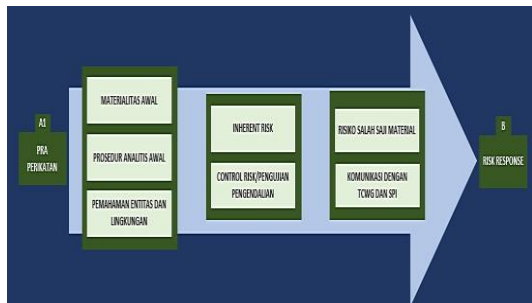 A1
PRA
PERIKATAN
MATERIALITAS AWAL
PROSEDUR ANALITIS AWAL
PEMAHAMAN ENTITAS DAN
LINGKUNGAN
INHERENT RISK
CONTROL RISK/PENGUJIAN
PENGENDALIAN
RISIKO SALAH SAJI MATERIAL
KOMUNIKASI DENGAN
TCWG DAN SPI
B
RISK RESPONSE